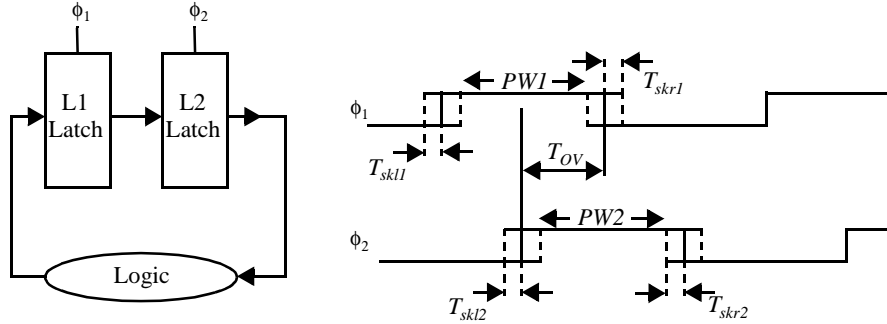 ϕ1 ϕ2
L1 Latch
L2 Latch
Logic
PW1
Tskr1
ϕ1
Tskl1
TOV
PW2
ϕ2
Tskl2
Tskr2